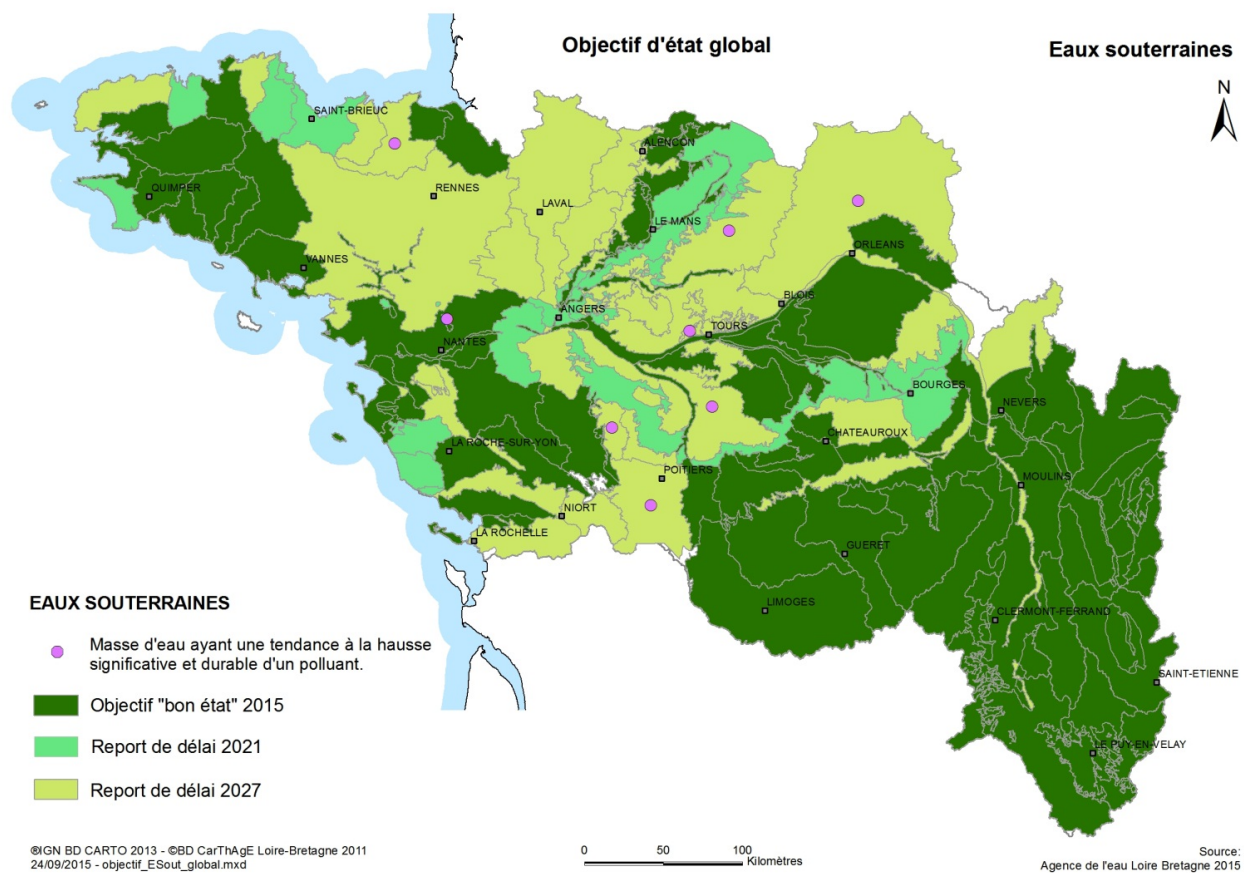 Objectif d'état global
Eaux souterraines
N
SAINT-BRIEUC
ALENCON
QUIMPER
RENNES
LAVAL
LE MANS
ORLEANS
VANNES
BLOIS
ANGERS
TOURS
NANTES
BOURGES
NEVERS
CHATEAUROUX
LA ROCHE-SUR-YON
POITIERS
MOULINS
NIORT
LA ROCHELLE
GUERET
LIMOGES
CLERMONT-FERRAND
SAINT-ETIENNE
LE PUY-EN-VELAY
EAUX SOUTERRAINES
Masse d'eau ayant une tendance à la hausse
significative et durable d'un polluant.
Objectif "bon état" 2015
Report de délai 2021
Report de délai 2027
®IGN BD CARTO 2013 - ©BD CarThAgE Loire-Bretagne 2011
24/09/2015 - objectif_ESout_global.mxd
0 50 100
Kilomètres
Source:
Agence de l'eau Loire Bretagne 2015